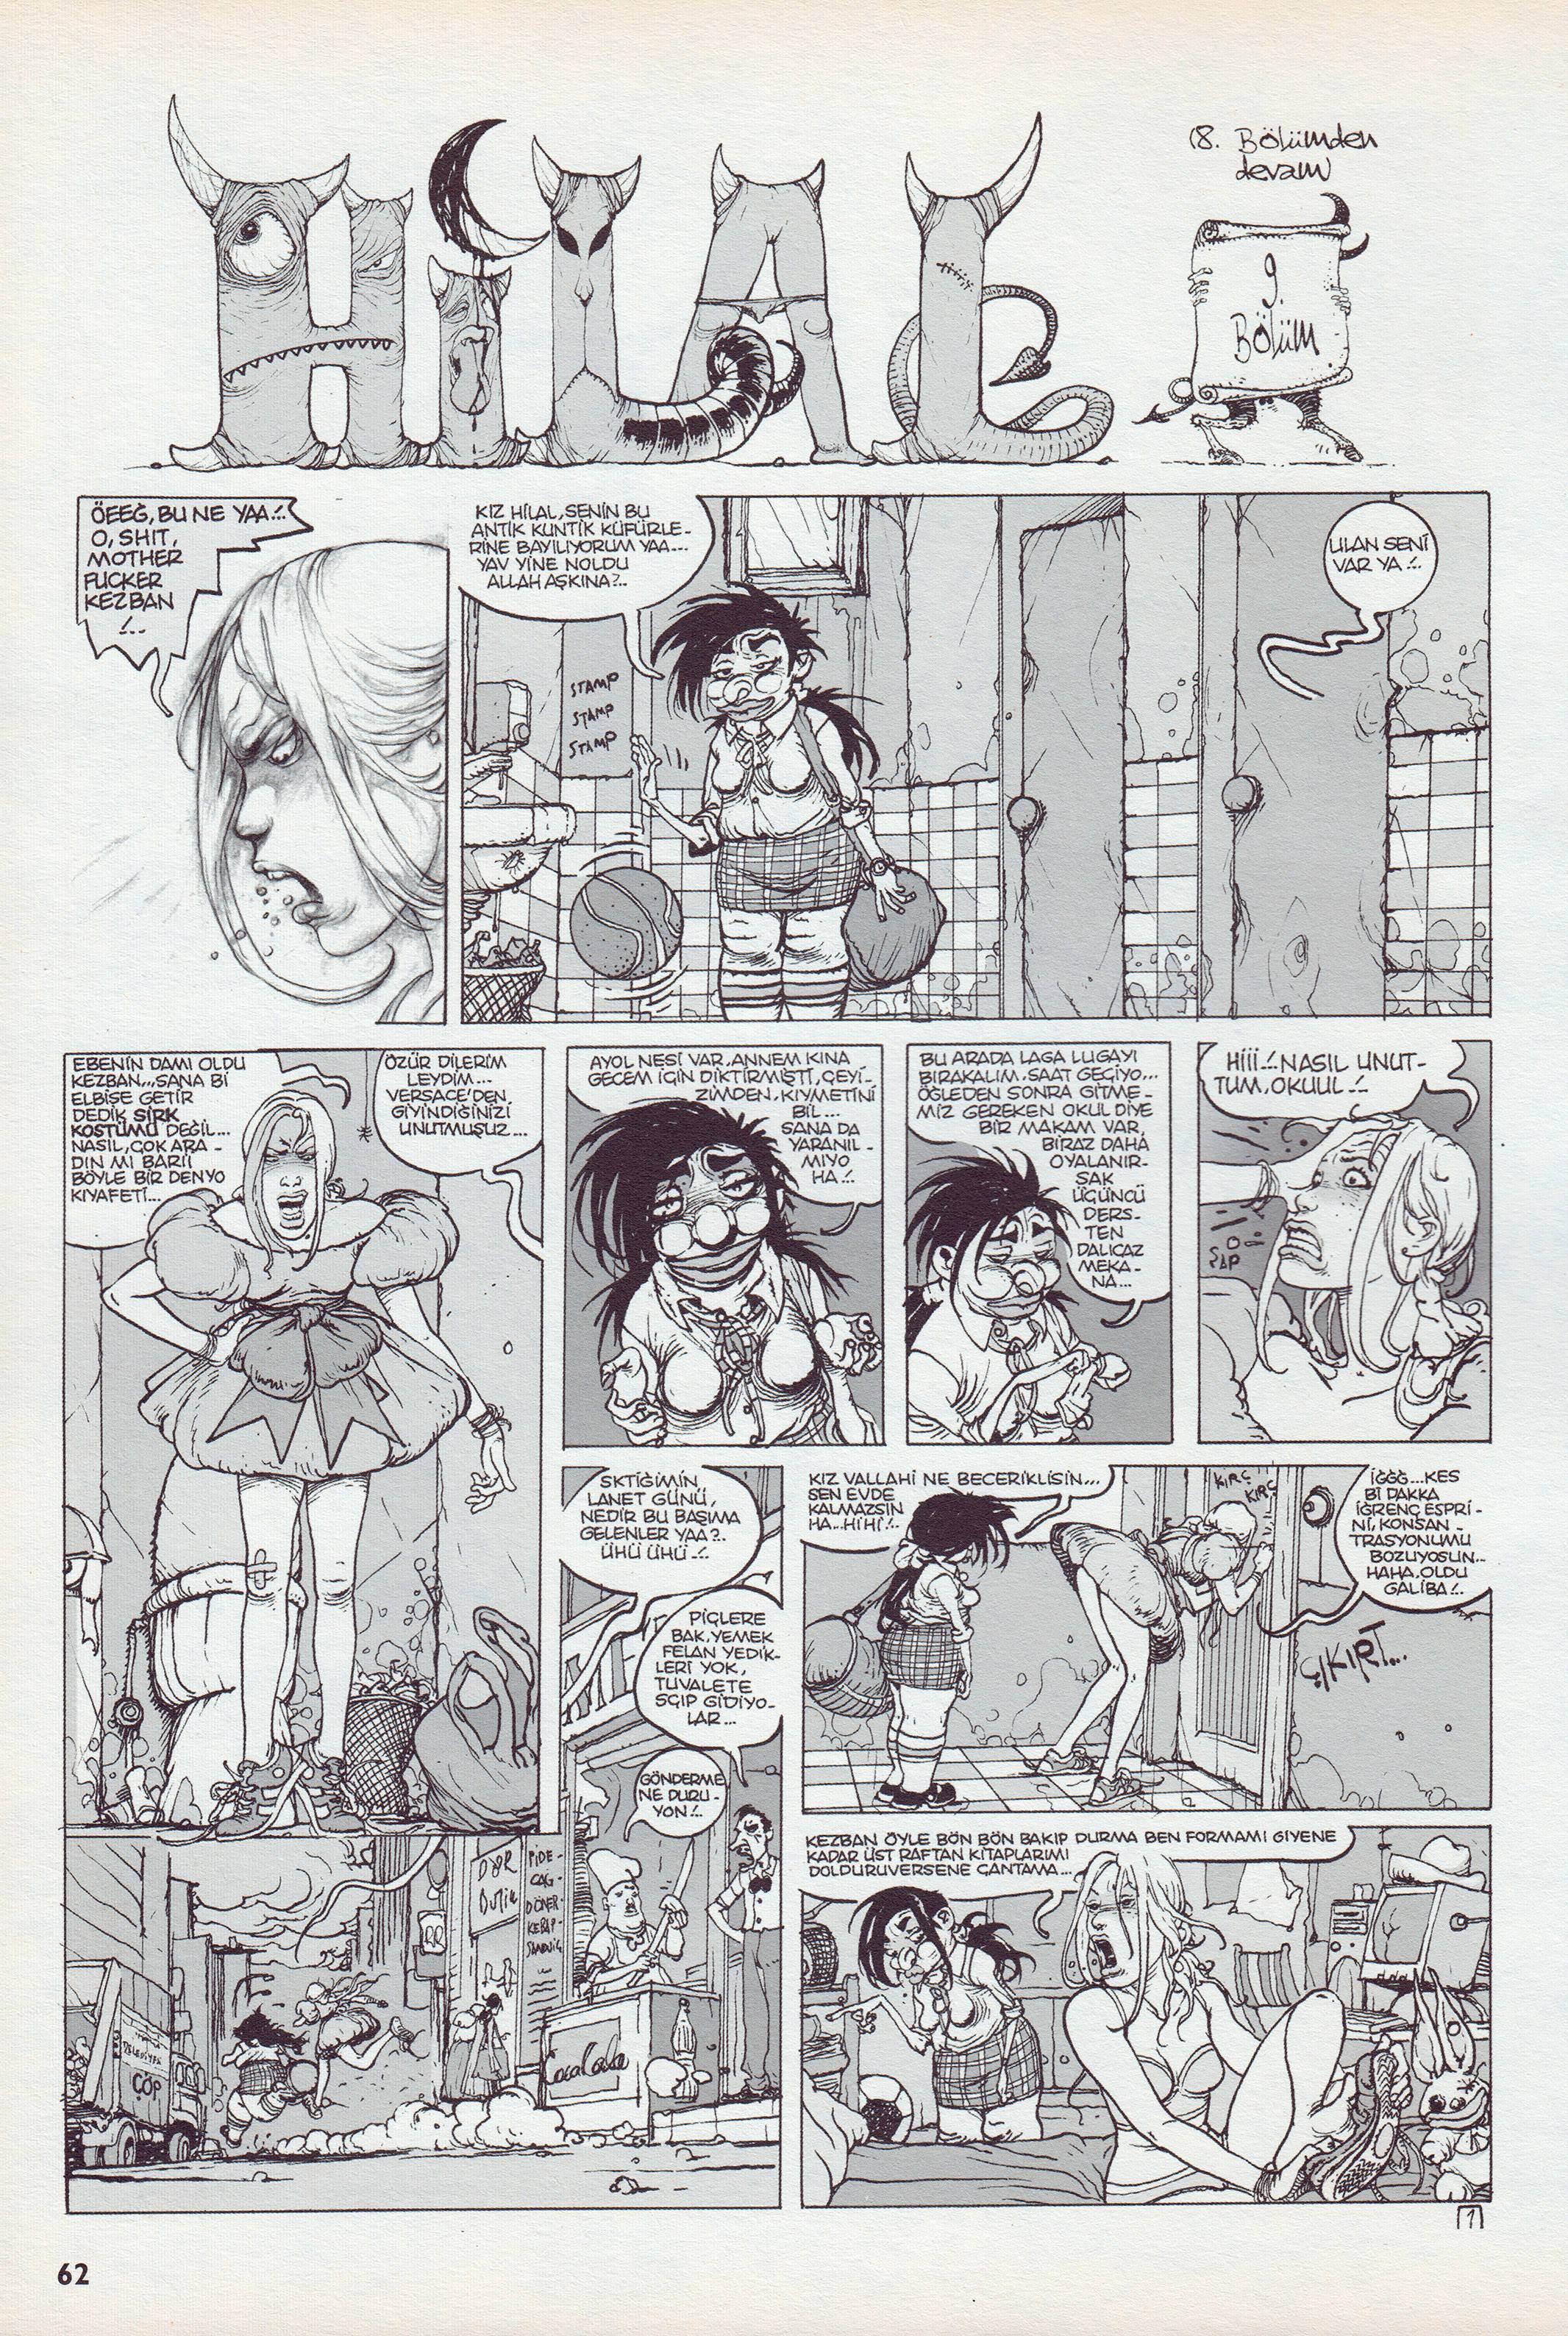 HİLAL
(8. Bölümden
devam)
9.
Bölüm
ÖEEĞ, BU NE YAA!..
O, SHIT,
MOTHER
FUCKER
KEZBAN
!...
KIZ HİLAL, SENİN BU
ANTİK KUNTİK KÜFÜRLE-
RİNE BAYILIYORUM YAA...
YAV YİNE NOLDU
ALLAH AŞKINA?..
STAMP
STAMP
STAMP
ULAN SENİ
VAR YA!..
EBENİN DAMI OLDU
KEZBAN... SANA Bİ
ELBİSE GETİR
DEDİK SİRK
KOSTÜMÜ DEĞİL...
NASIL, ÇOK ARA-
DIN MI BARİİ
BÖYLE BİR DENYO
KIYAFETİ...
ÖZÜR DİLERİM
LEYDİM...
VERSACE'DEN
GİYİNDİĞİNİZİ
UNUTMUŞUZ...
AYOL NESİ VAR, ANNEM KINA
GECEM İÇİN DİKTİRMİŞTİ, ÇEYİ-
ZİMDEN, KIYMETİNİ
BİL...
SANA DA
YARANIL-
MIYO
HA!..
BU ARADA LAGA LUGAYI
BIRAKALIM, SAAT GEÇİYO...
ÖĞLEDEN SONRA GİTME-
MİZ GEREKEN OKUL DİYE
BİR MAKAM VAR,
BİRAZ DAHA
OYALANIR-
SAK
ÜÇÜNCÜ
DERS-
TEN
DALICAZ
MEKA-
NA...
Hİİİ!.. NASIL UNUT-
TUM, OKUUL!..
ŞAP
SKTİĞİMİN
LANET GÜNÜ,
NEDİR BU BAŞIMA
GELENLER YAA?..
ÜHÜ ÜHÜ!..
PİÇLERE
BAK, YEMEK
FELAN YEDİK-
LERİ YOK,
TUVALETE
SÇIP GİDİYO-
LAR...
GÖNDERME
NE DURU-
YON!..
PİDE-
CAĞ-
DÖNER-
KEBAP-
SANDUİÇ
CocaCola
ÇÖP
KIZ VALLAHİ NE BECERİKLİSİN...
SEN EVDE
KALMAZSIN
HA... Hİ Hİ!..
KIRÇ
KIRÇ
İĞĞĞ... KES
Bİ DAKKA
İĞRENÇ ESPRİ-
Nİ, KONSAN-
TRASYONUMU
BOZUYOSUN...
HAHA, OLDU
GALİBA!..
ÇIKIRT...
KEZBAN ÖYLE BÖN BÖN BAKIP DURMA BEN FORMAMI GİYENE
KADAR ÜST RAFTAN KİTAPLARIMI
DOLDURUVERSENE ÇANTAMA...
1
62